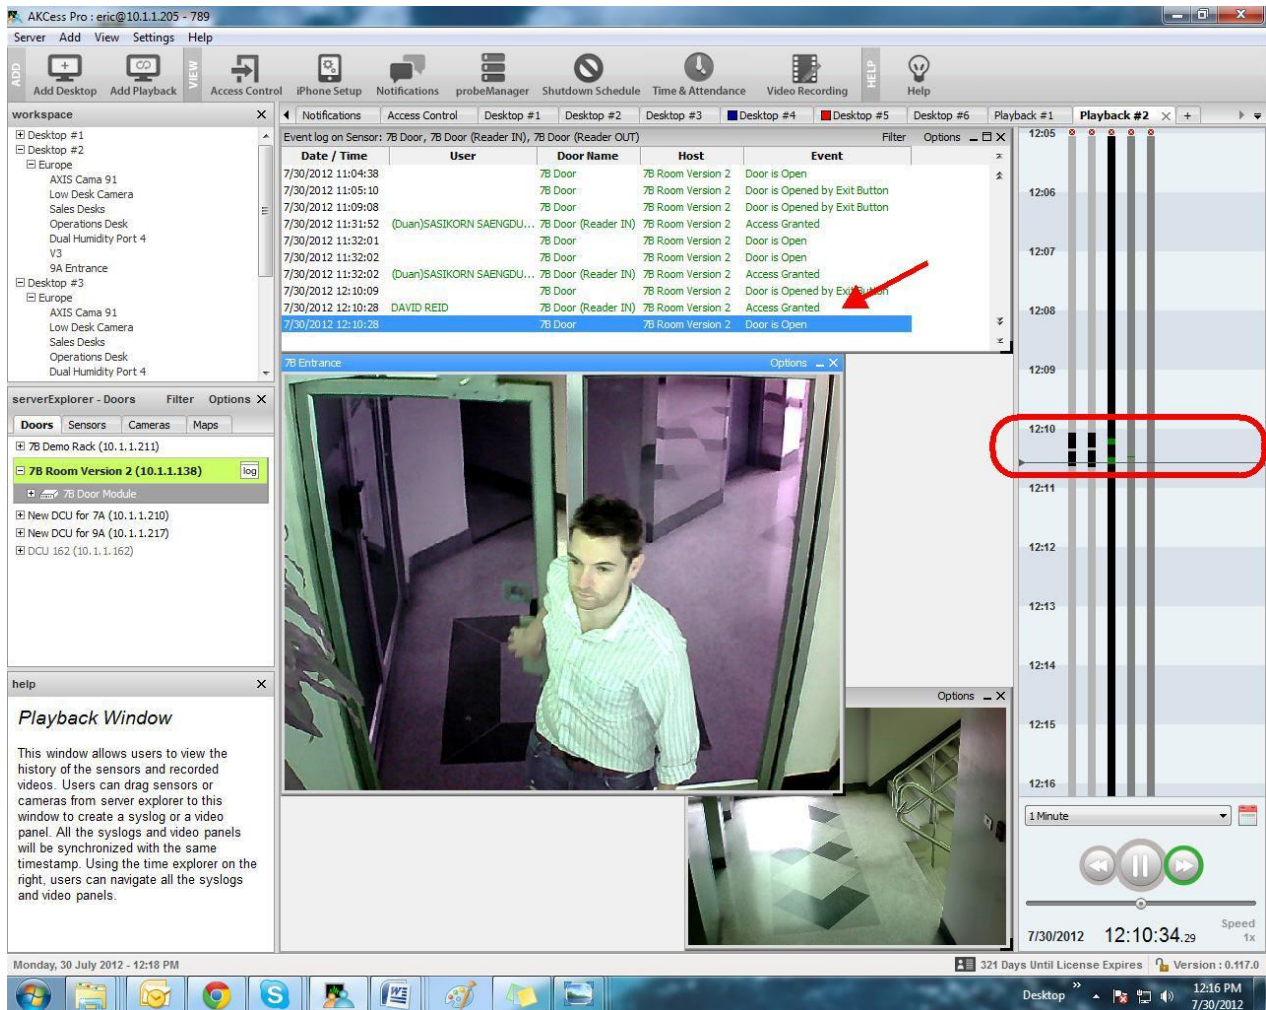 AKCess Pro : eric@10.1.1.205 - 789
Server Add View Settings Help
ADD
Add Desktop Add Playback
VIEW
Access Control iPhone Setup Notifications probeManager Shutdown Schedule Time & Attendance Video Recording
HELP
Help
workspace
Desktop #1
Desktop #2
Europe
AXIS Cama 91
Low Desk Camera
Sales Desks
Operations Desk
Dual Humidity Port 4
V3
9A Entrance
Desktop #3
Europe
AXIS Cama 91
Low Desk Camera
Sales Desks
Operations Desk
Dual Humidity Port 4
serverExplorer - Doors Filter Options X
Doors Sensors Cameras Maps
7B Demo Rack (10.1.1.211)
7B Room Version 2 (10.1.1.138) log
7B Door Module
New DCU for 7A (10.1.1.210)
New DCU for 9A (10.1.1.217)
DCU 162 (10.1.1.162)
help
Playback Window
This window allows users to view the
history of the sensors and recorded
videos. Users can drag sensors or
cameras from server explorer to this
window to create a syslog or a video
panel. All the syslogs and video panels
will be synchronized with the same
timestamp. Using the time explorer on the
right, users can navigate all the syslogs
and video panels.
Notifications Access Control Desktop #1 Desktop #2 Desktop #3 Desktop #4 Desktop #5 Desktop #6 Playback #1 Playback #2
Event log on Sensor: 7B Door, 7B Door (Reader IN), 7B Door (Reader OUT) Filter Options
Date / Time User Door Name Host Event
7/30/2012 11:04:38 7B Door 7B Room Version 2 Door is Open
7/30/2012 11:05:10 7B Door 7B Room Version 2 Door is Opened by Exit Button
7/30/2012 11:09:08 7B Door 7B Room Version 2 Door is Opened by Exit Button
7/30/2012 11:31:52 (Duan)SASIKORN SAENGDU... 7B Door (Reader IN) 7B Room Version 2 Access Granted
7/30/2012 11:32:01 7B Door 7B Room Version 2 Door is Open
7/30/2012 11:32:02 7B Door 7B Room Version 2 Door is Open
7/30/2012 11:32:02 (Duan)SASIKORN SAENGDU... 7B Door (Reader IN) 7B Room Version 2 Access Granted
7/30/2012 12:10:09 7B Door 7B Room Version 2 Door is Opened by Exit Button
7/30/2012 12:10:28 DAVID REID 7B Door (Reader IN) 7B Room Version 2 Access Granted
7/30/2012 12:10:28 7B Door 7B Room Version 2 Door is Open
7B Entrance Options
Options
12:05
12:06
12:07
12:08
12:09
12:10
12:11
12:12
12:13
12:14
12:15
12:16
1 Minute
7/30/2012 12:10:34.29 Speed
1x
Monday, 30 July 2012 - 12:18 PM
321 Days Until License Expires Version : 0.117.0
Desktop
12:16 PM
7/30/2012